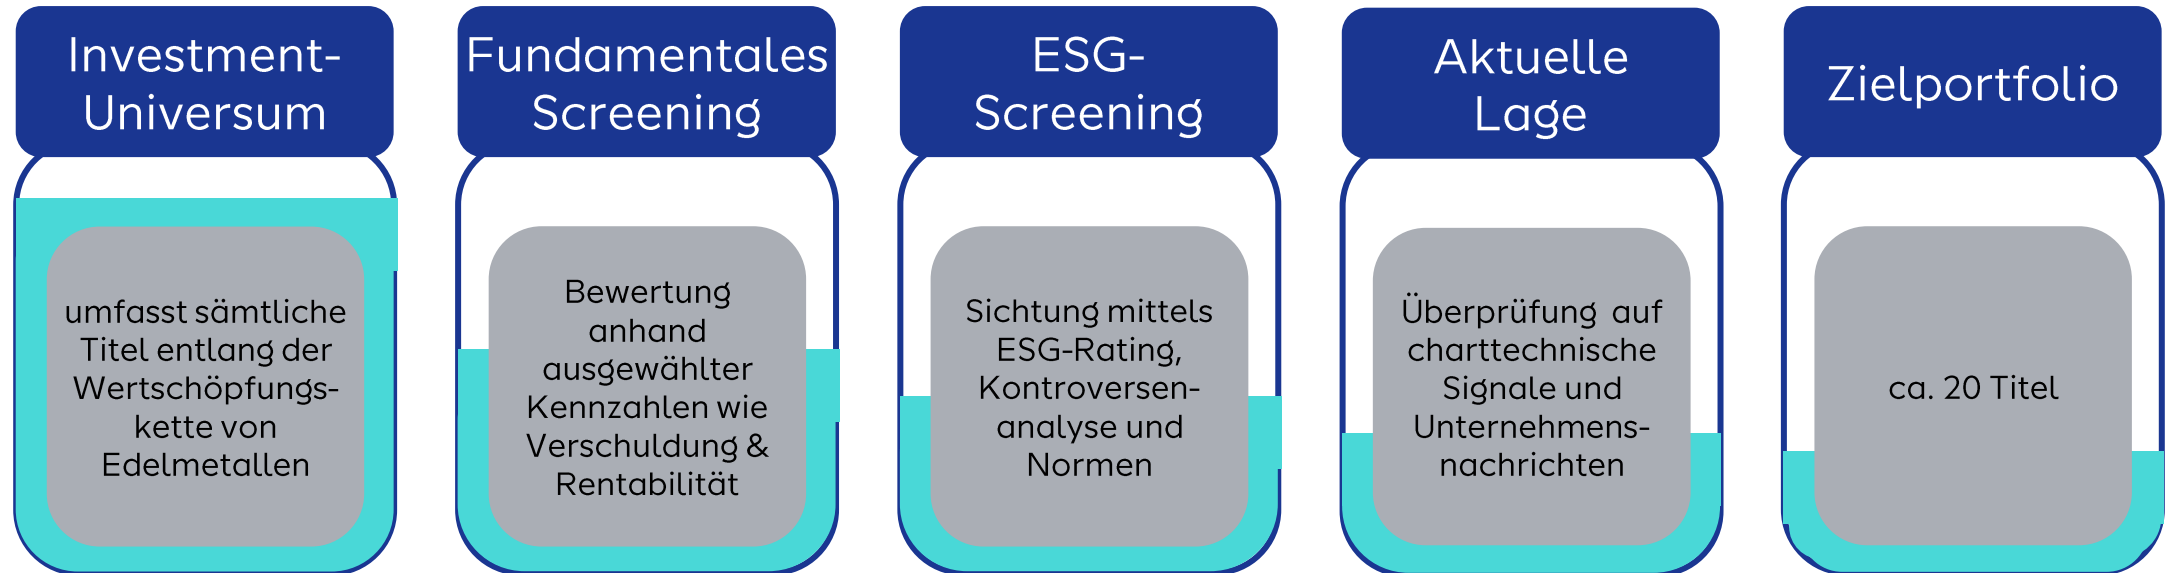 Investment-
Universum
umfasst sämtliche
Titel entlang der
Wertschöpfungs-
kette von
Edelmetallen
Fundamentales
Screening
Bewertung
anhand
ausgewählter
Kennzahlen wie
Verschuldung &
Rentabilität
ESG-
Screening
Sichtung mittels
ESG-Rating,
Kontroversen-
analyse und
Normen
Aktuelle
Lage
Überprüfung auf
charttechnische
Signale und
Unternehmens-
nachrichten
Zielportfolio
ca. 20 Titel